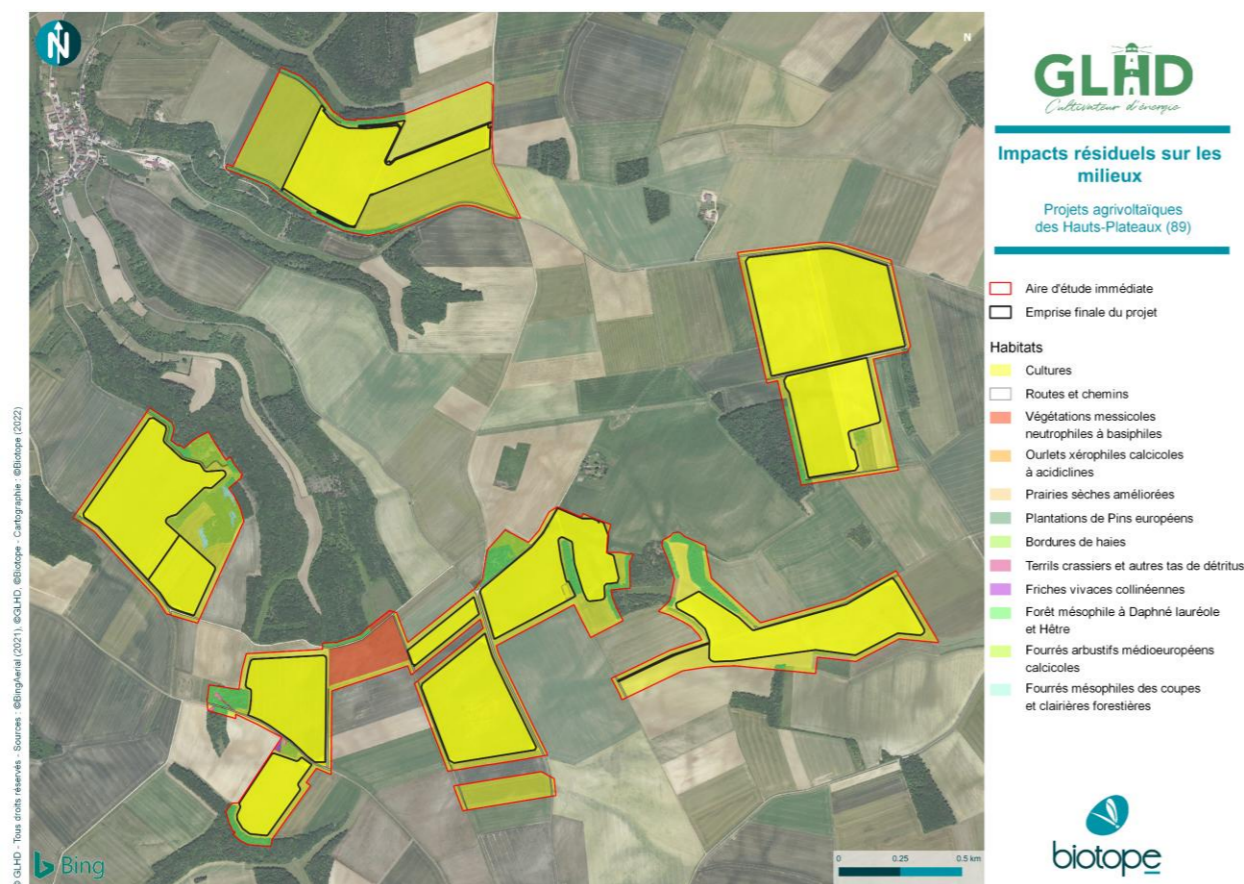 N
N
GLHD
Cultivateur d'énergie
Impacts résiduels sur les
milieux
Projets agrivoltaïques
des Hauts-Plateaux (89)
Aire d'étude immédiate
Emprise finale du projet
Habitats
Cultures
Routes et chemins
Végétations messicoles
neutrophiles à basiphiles
Ourlets xérophiles calcicoles
à acidiclines
Prairies sèches améliorées
Plantations de Pins européens
Bordures de haies
Terrils crassiers et autres tas de détritus
Friches vivaces collinéennes
Forêt mésophile à Daphné lauréole
et Hêtre
Fourrés arbustifs médioeuropéens
calcicoles
Fourrés mésophiles des coupes
et clairières forestières
biotope
© GLHD - Tous droits réservés - Sources : ©BingAerial (2021), ©GLHD, ©Biotope - Cartographie : ©Biotope (2022)
Bing
0 0.25 0.5 km